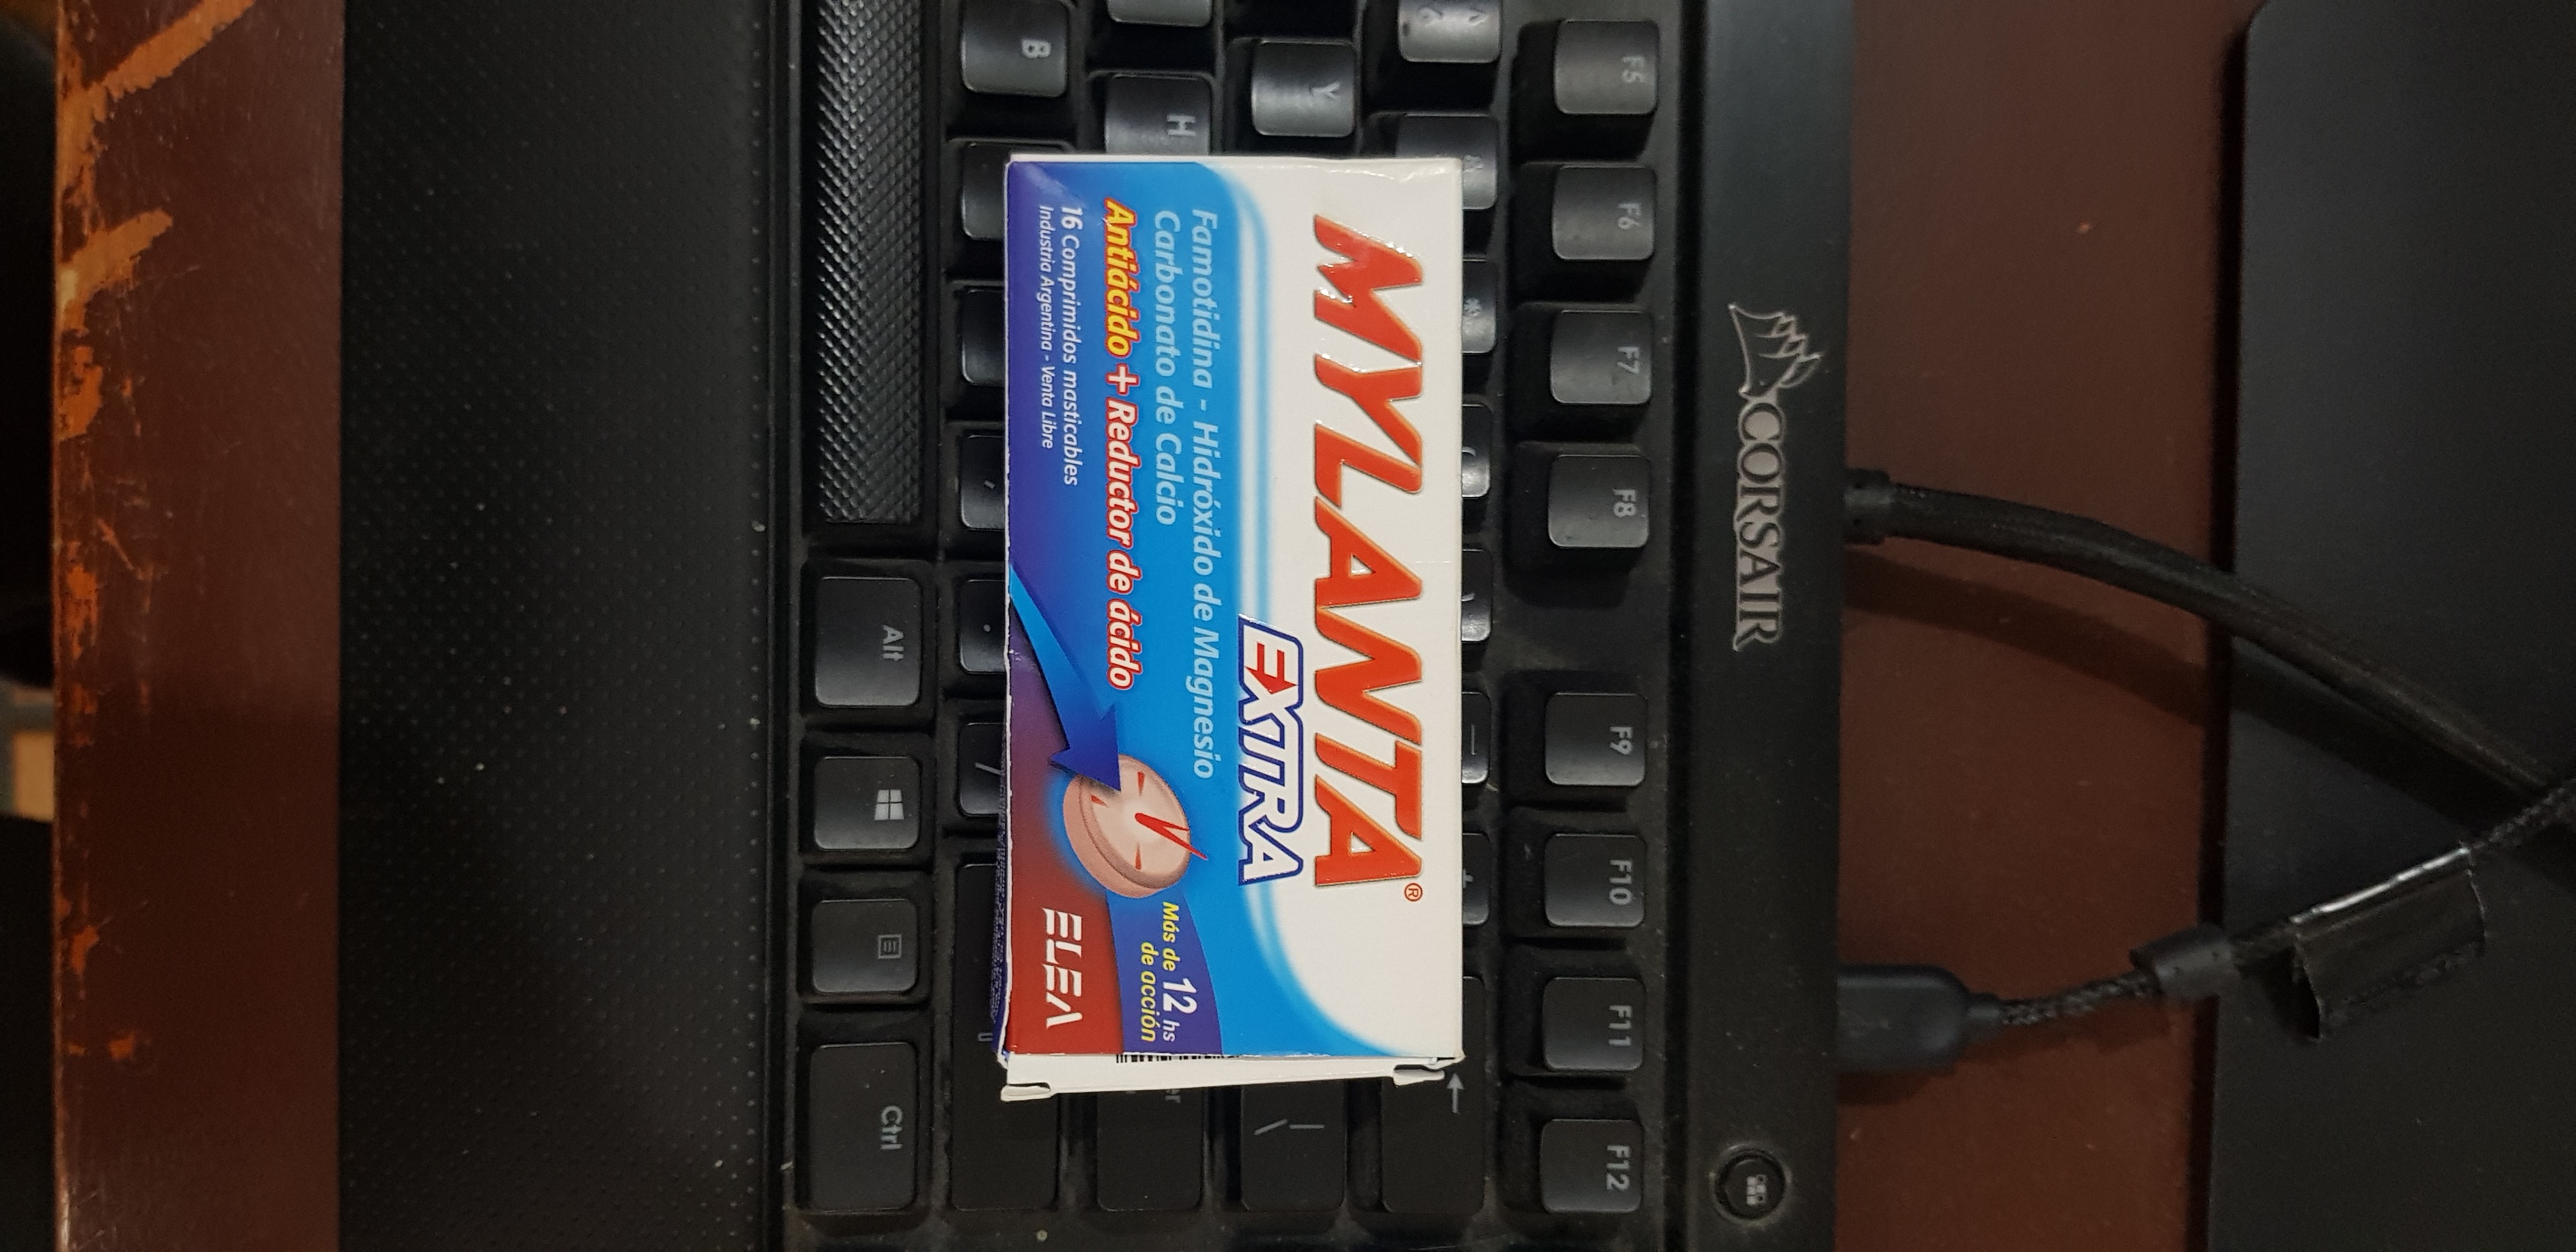 MYLANTA®
EXTRA
Famotidina - Hidróxido de Magnesio
Carbonato de Calcio
Antiácido + Reductor de ácido
16 Comprimidos masticables
Industria Argentina - Venta Libre
Más de 12 hs
de acción
ELEA
CORSAIR
F5 F6 F7 F8 F9 F10 F11 F12
Y
H
B
Alt
Ctrl